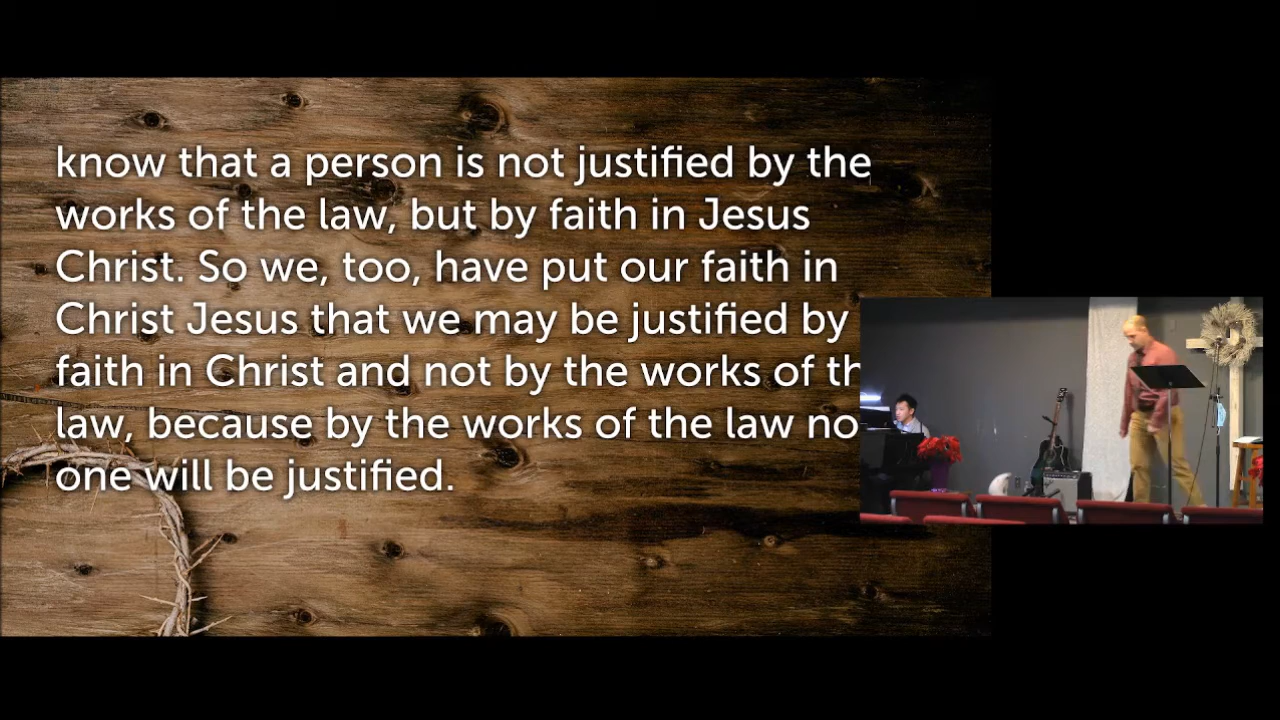 know that a person is not justified by the
works of the law, but by faith in Jesus
Christ. So we, too, have put our faith in
Christ Jesus that we may be justified by
faith in Christ and not by the works of th
law, because by the works of the law no
one will be justified.